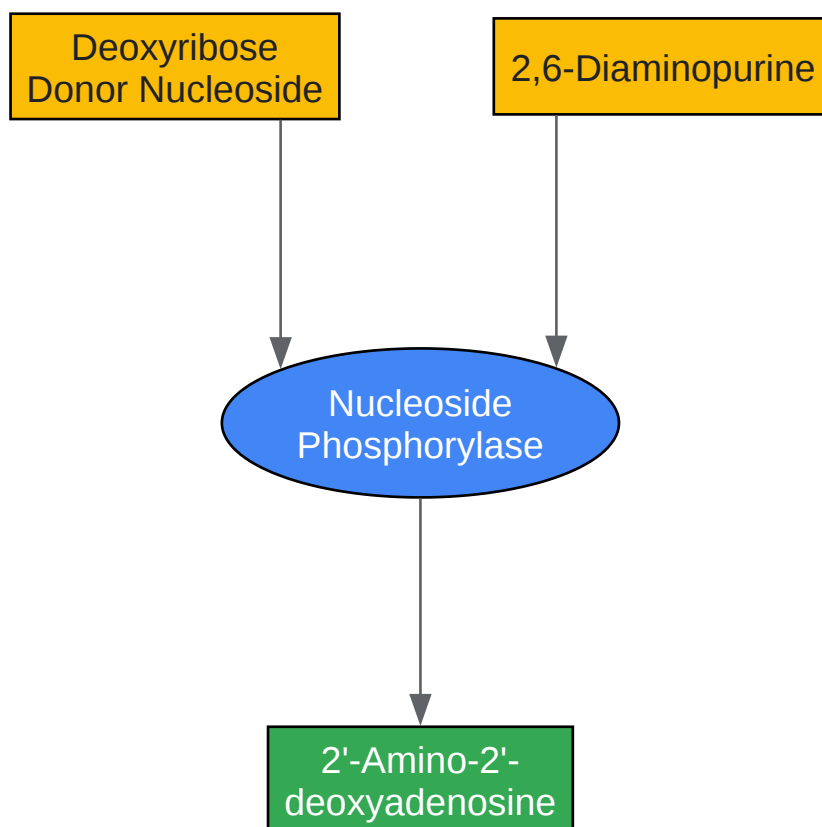 Deoxyribose
Donor Nucleoside
2,6-Diaminopurine
Nucleoside
Phosphorylase
2'-Amino-2'-
deoxyadenosine